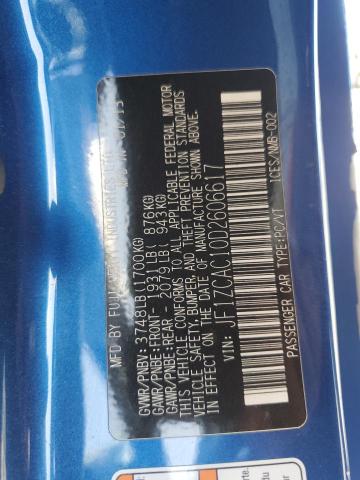 MFD BY FUJI INDUSTRIES
GVWR/PNBV: 3748LB(1700KG)
GAWR/PNBE:FRONT- 1931LB( 876KG)
GAWR/PNBE:REAR - 2079LB( 943KG)
THIS VEHICLE CONFORMS TO ALL APPLICABLE FEDERAL MOTOR
VEHICLE SAFETY, BUMPER, AND THEFT PREVENTION STANDARDS
IN EFFECT ON THE DATE OF MANUFACTURE SHOWN ABOVE.
VIN: JF1ZCAC10D2606617
PASSENGER CAR TYPE:PC/VT ICES/NMB-002